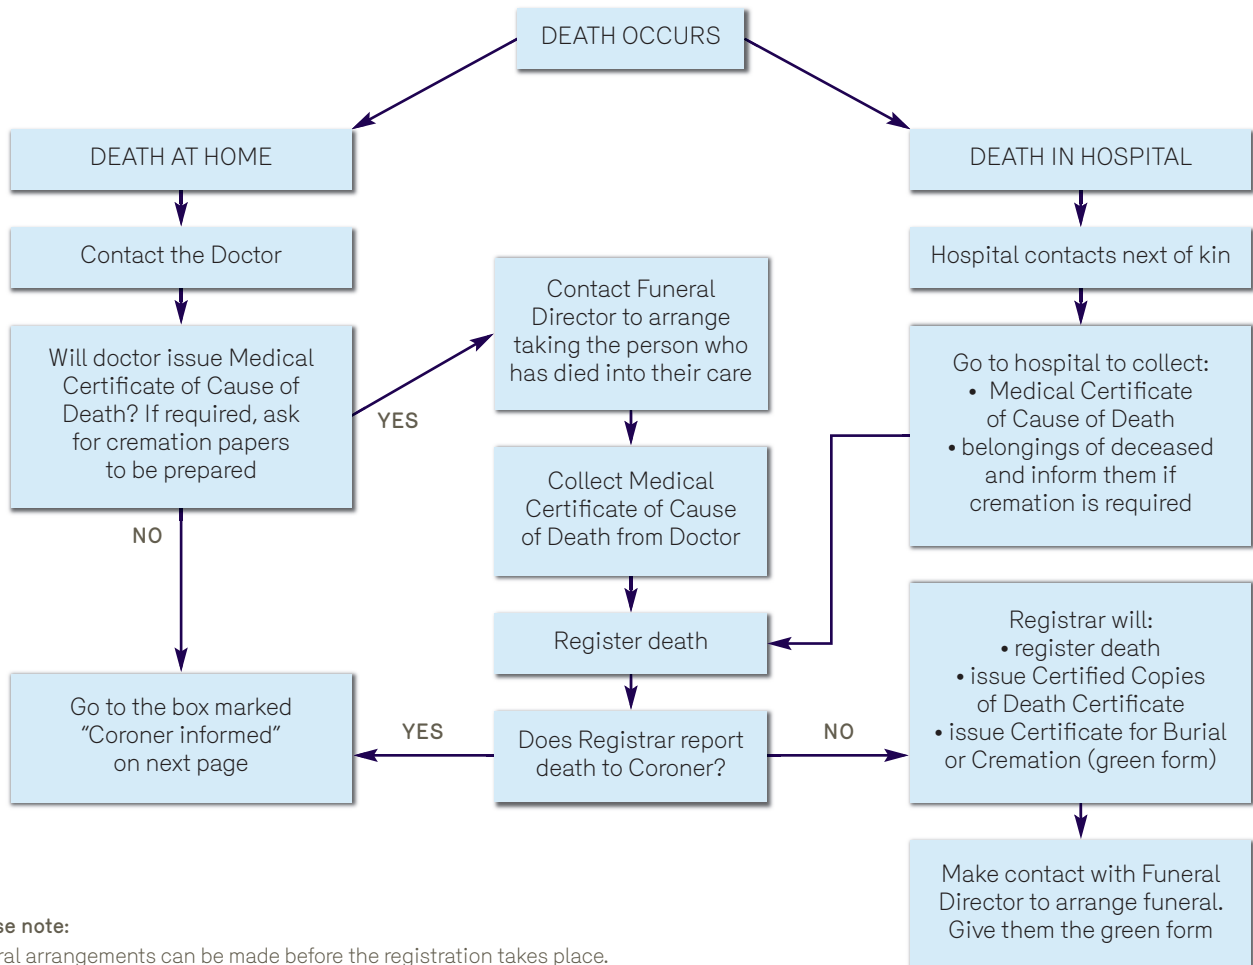 DEATH OCCURS
DEATH AT HOME
DEATH IN HOSPITAL
Contact the Doctor
Hospital contacts next of kin
Will doctor issue Medical
Certificate of Cause of
Death? If required, ask
for cremation papers
to be prepared
YES
NO
Contact Funeral
Director to arrange
taking the person who
has died into their care
Collect Medical
Certificate of Cause
of Death from Doctor
Go to hospital to collect:
• Medical Certificate
of Cause of Death
• belongings of deceased
and inform them if
cremation is required
Register death
Go to the box marked
“Coroner informed”
on next page
YES
Does Registrar report
death to Coroner?
NO
Registrar will:
• register death
• issue Certified Copies
of Death Certificate
• issue Certificate for Burial
or Cremation (green form)
Make contact with Funeral
Director to arrange funeral.
Give them the green form
se note:
ral arrangements can be made before the registration takes place.